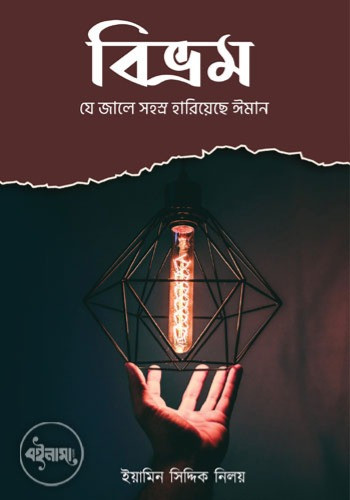 বিভ্রম
যে জালে সহস্র হারিয়েছে ঈমান
বইনামা
ইয়ামিন সিদ্দিক নিলয়